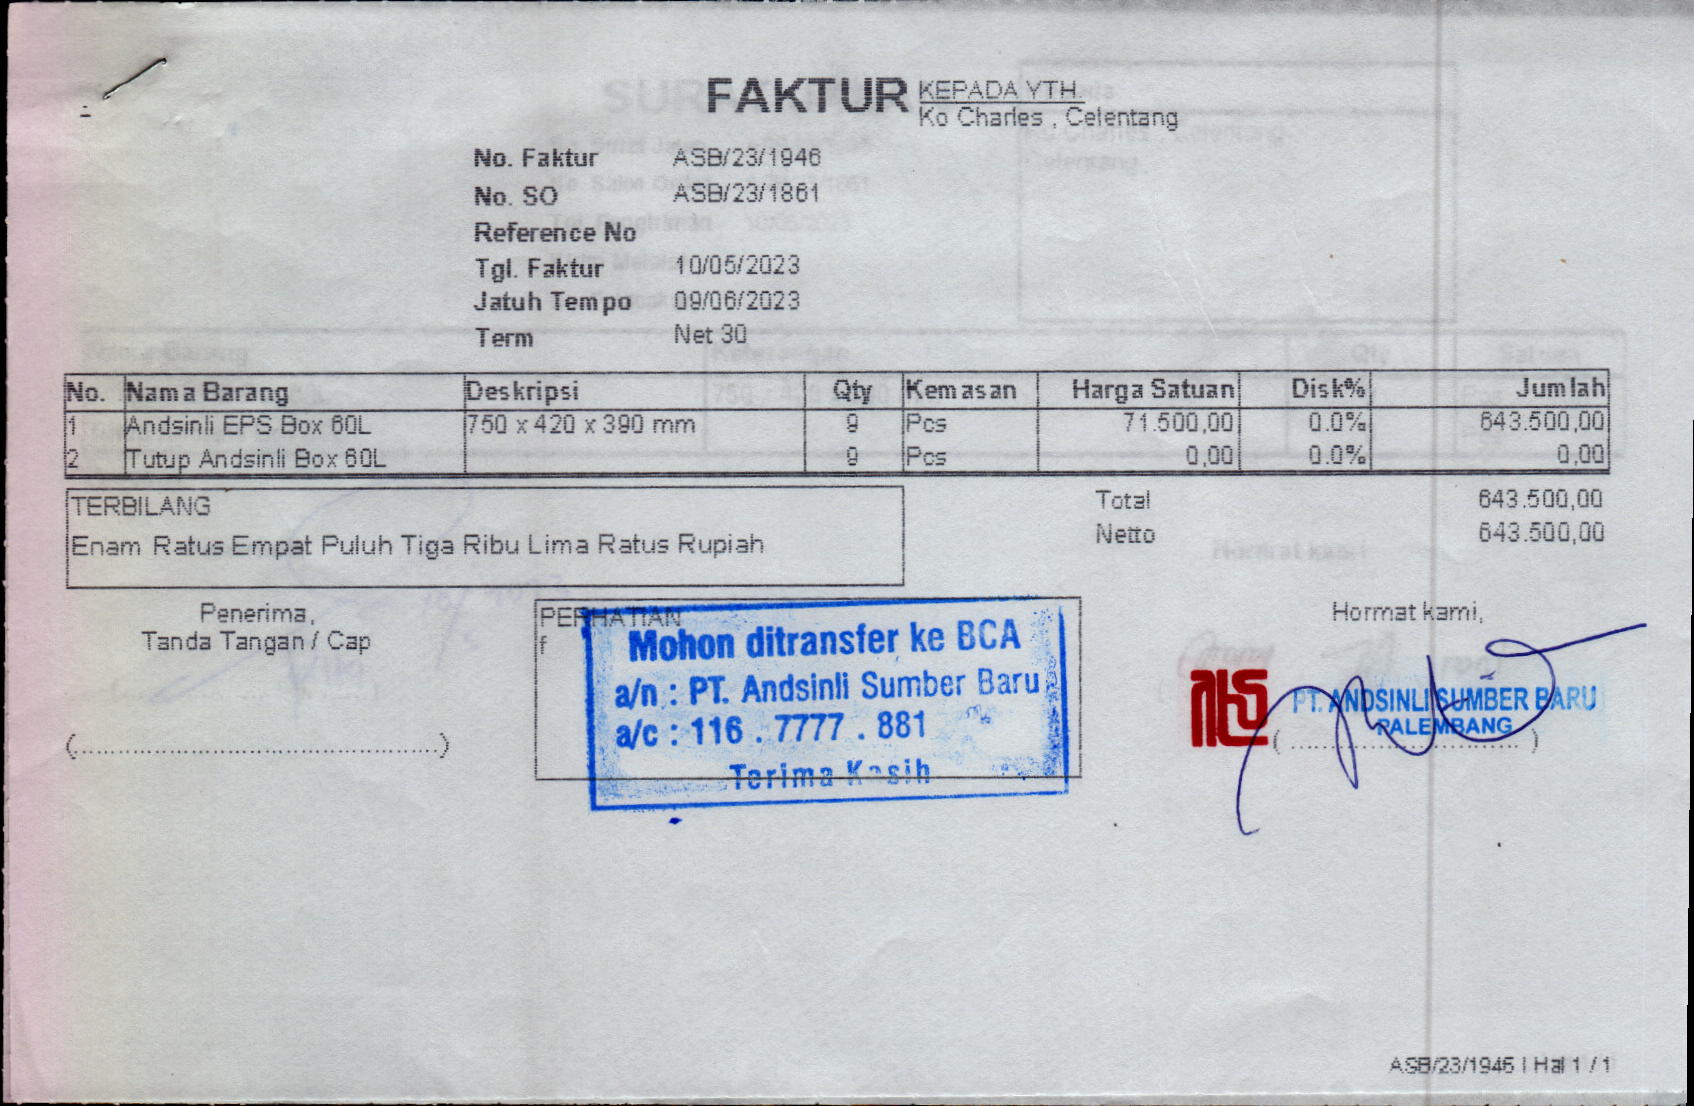 FAKTUR
KEPADA YTH.
Ko Charles , Celentang
No. Faktur ASB/23/1946
No. SO ASB/23/1861
Reference No
Tgl. Faktur 10/05/2023
Jatuh Tempo 09/06/2023
Term Net 30
No. Nama Barang Deskripsi Qty Kemasan Harga Satuan Disk% Jumlah
1 Andsinli EPS Box 60L 750 x 420 x 390 mm 9 Pcs 71.500,00 0.0% 643.500,00
2 Tutup Andsinli Box 60L 9 Pcs 0,00 0.0% 0,00
TERBILANG
Enam Ratus Empat Puluh Tiga Ribu Lima Ratus Rupiah
Total 643.500,00
Netto 643.500,00
Penerima,
Tanda Tangan / Cap
(..................................................)
PERHATIAN
f
Mohon ditransfer ke BCA
a/n : PT. Andsinli Sumber Baru
a/c : 116 . 7777 . 881
Terima Kasih
Hormat kami,
PT. ANDSINLI SUMBER BARU
PALEMBANG
( .................................. )
ASB/23/1946 | Hal 1 / 1